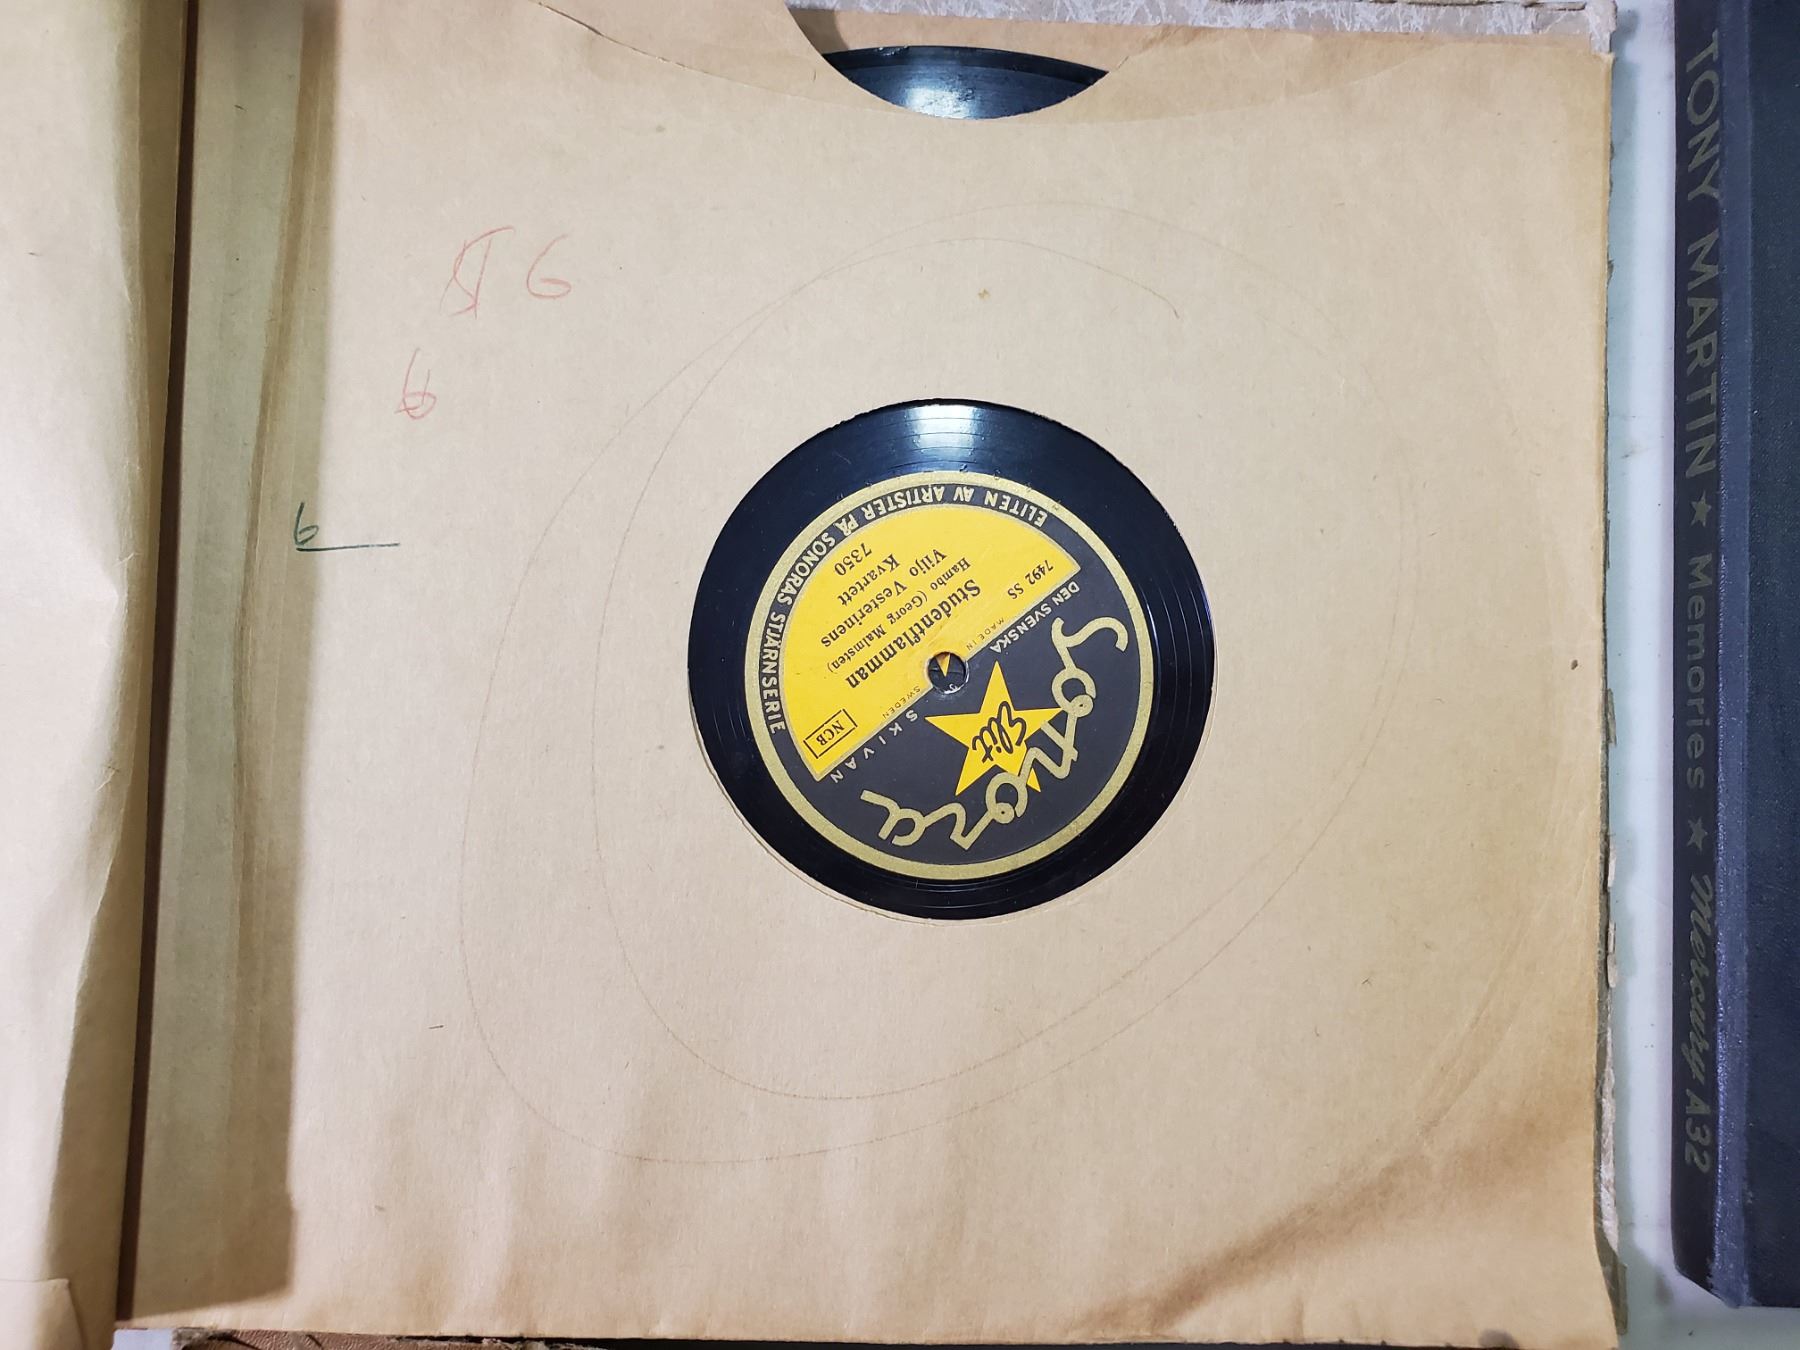 Sonora
Elit
DEN SVENSKA
SKIVAN
MADE IN
SWEDEN
7492 SS
NCB
Studentflamman
Hambo (Georg Malmsten)
Viljo Vesterinens
Kvartett
7350
ELITEN AV ARTISTER PÅ SONORAS STJÄRNSERIE
6
6
6
TONY MARTIN ★ Memories ★ Mercury A32